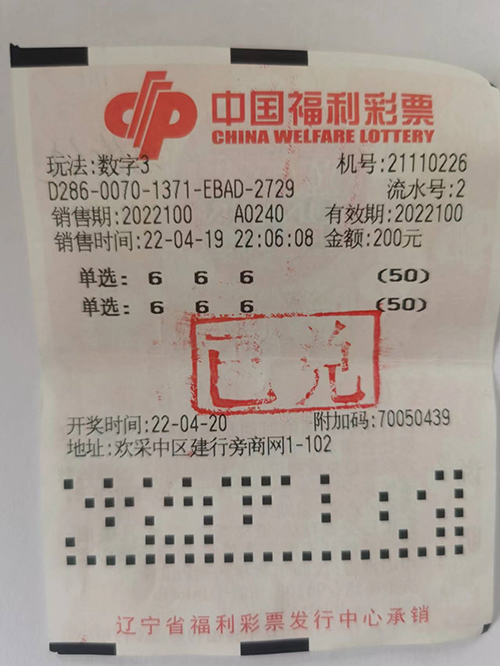 中国福利彩票
CHINA WELFARE LOTTERY
玩法:数字3 机号:21110226
D286-0070-1371-EBAD-2729 流水号:2
销售期:2022100 A0240 有效期:2022100
销售时间:22-04-19 22:06:08 金额:200元
单选: 6 6 6 (50)
单选: 6 6 6 (50)
已兑
开奖时间:22-04-20 附加码:70050439
地址:欢采中区建行旁商网1-102
辽宁省福利彩票发行中心承销